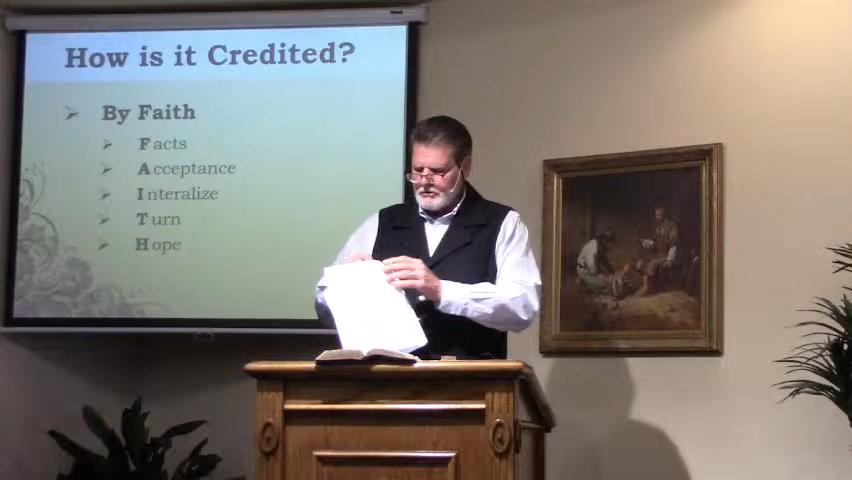 How is it Credited?
By Faith
Facts
Acceptance
Interalize
Turn
Hope